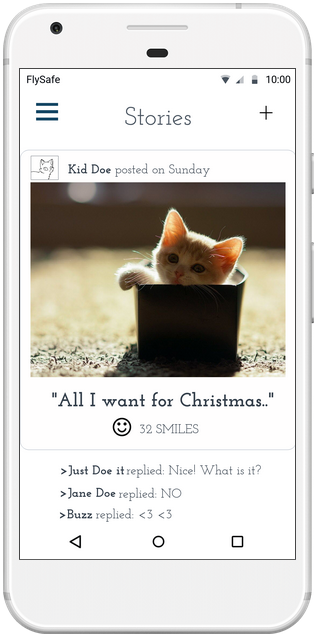 FlySafe 10:00
Stories +
Kid Doe posted on Sunday
"All I want for Christmas.."
32 SMILES
>Just Doe it replied: Nice! What is it?
>Jane Doe replied: NO
>Buzz replied: <3 <3